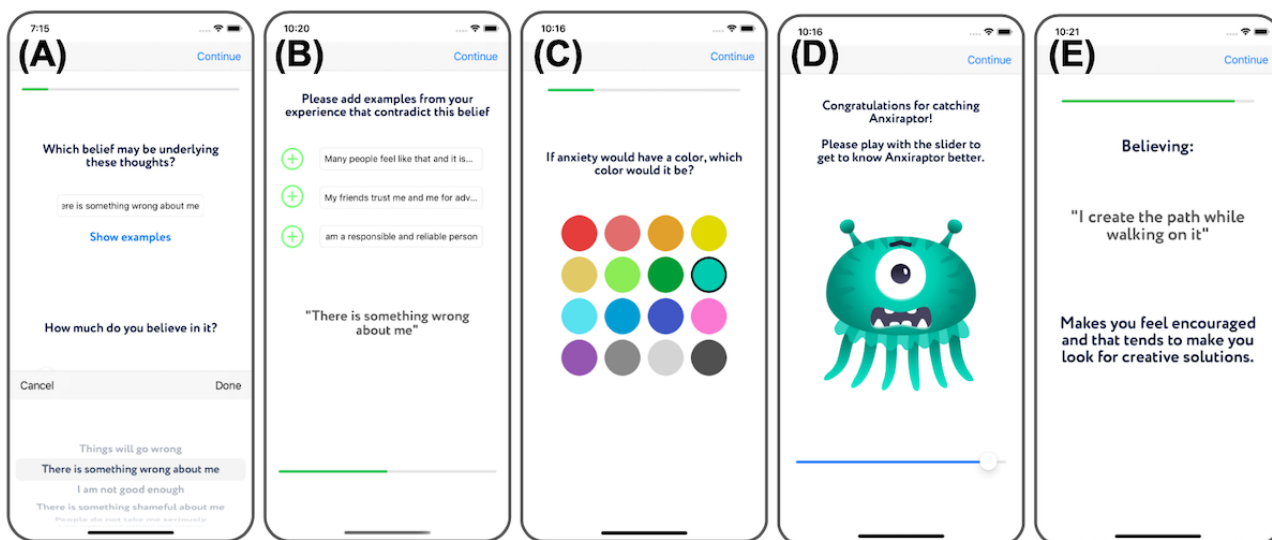 7:15
(A)
Continue
Which belief may be underlying
these thoughts?
ere is something wrong about me
Show examples
How much do you believe in it?
Cancel
Done
Things will go wrong
There is something wrong about me
I am not good enough
There is something shameful about me
People do not take me seriously
10:20
(B)
Continue
Please add examples from your
experience that contradict this belief
Many people feel like that and it is...
My friends trust me and me for adv...
am a responsible and reliable person
"There is something wrong
about me"
10:16
(C)
Continue
If anxiety would have a color, which
color would it be?
10:16
(D)
Continue
Congratulations for catching
Anxiraptor!
Please play with the slider to
get to know Anxiraptor better.
10:21
(E)
Continue
Believing:
"I create the path while
walking on it"
Makes you feel encouraged
and that tends to make you
look for creative solutions.